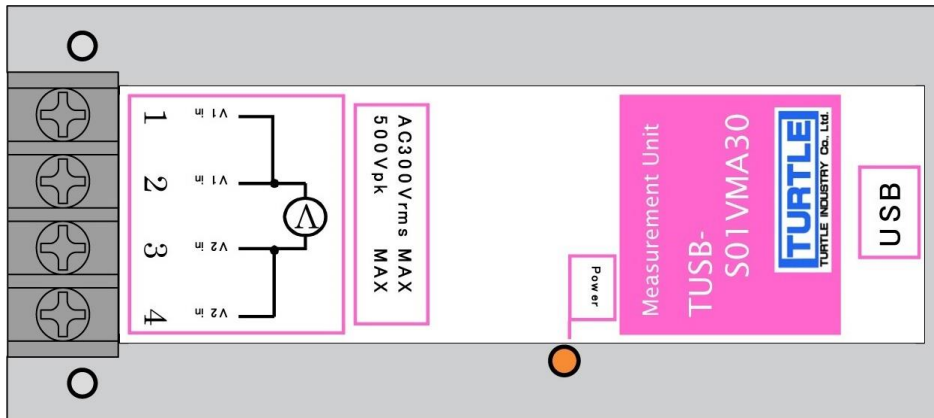 1
V1 in
2
V1 in
V
3
V2 in
4
V2 in
AC300Vrms MAX
500Vpk MAX
Power
Measurement Unit
TUSB-
S01VMA30
TURTLE
TURTLE INDUSTRY Co., Ltd.
USB